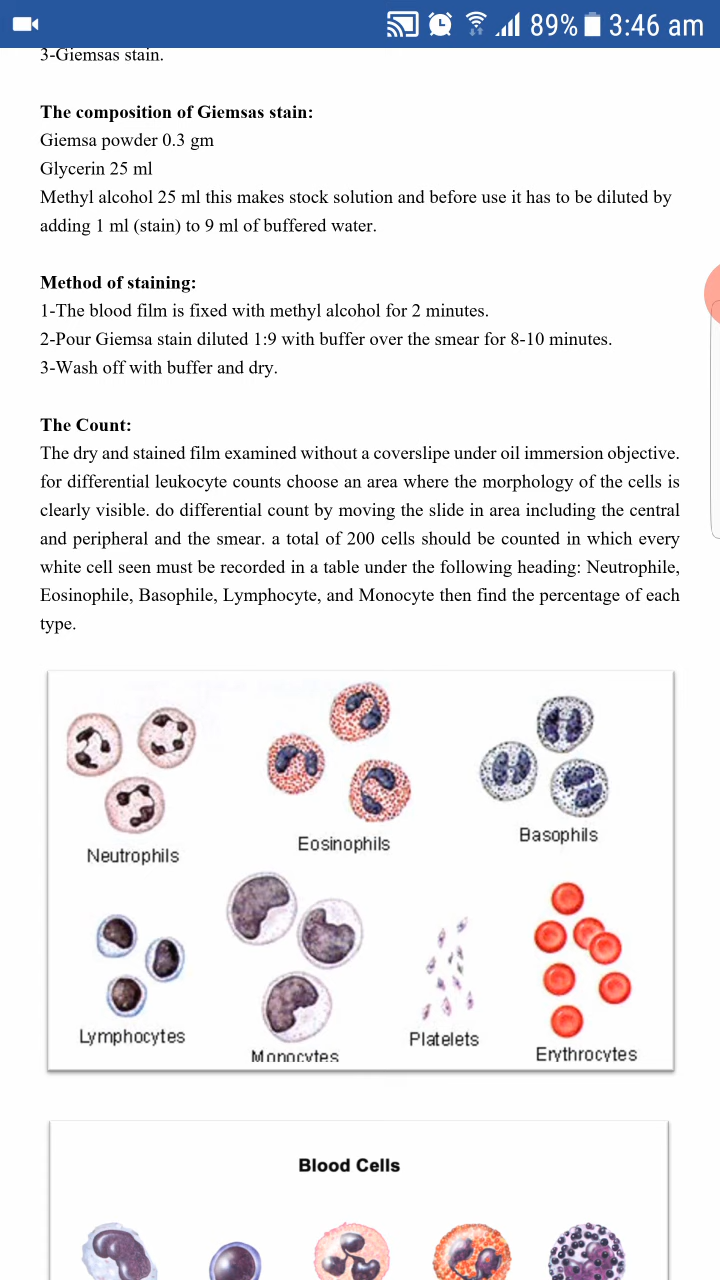 89% 3:46 am
3-Giemsas stain.
The composition of Giemsas stain:
Giemsa powder 0.3 gm
Glycerin 25 ml
Methyl alcohol 25 ml this makes stock solution and before use it has to be diluted by
adding 1 ml (stain) to 9 ml of buffered water.
Method of staining:
1-The blood film is fixed with methyl alcohol for 2 minutes.
2-Pour Giemsa stain diluted 1:9 with buffer over the smear for 8-10 minutes.
3-Wash off with buffer and dry.
The Count:
The dry and stained film examined without a coverslipe under oil immersion objective.
for differential leukocyte counts choose an area where the morphology of the cells is
clearly visible. do differential count by moving the slide in area including the central
and peripheral and the smear. a total of 200 cells should be counted in which every
white cell seen must be recorded in a table under the following heading: Neutrophile,
Eosinophile, Basophile, Lymphocyte, and Monocyte then find the percentage of each
type.
Neutrophils
Eosinophils
Basophils
Lymphocytes
Monocytes
Platelets
Erythrocytes
Blood Cells